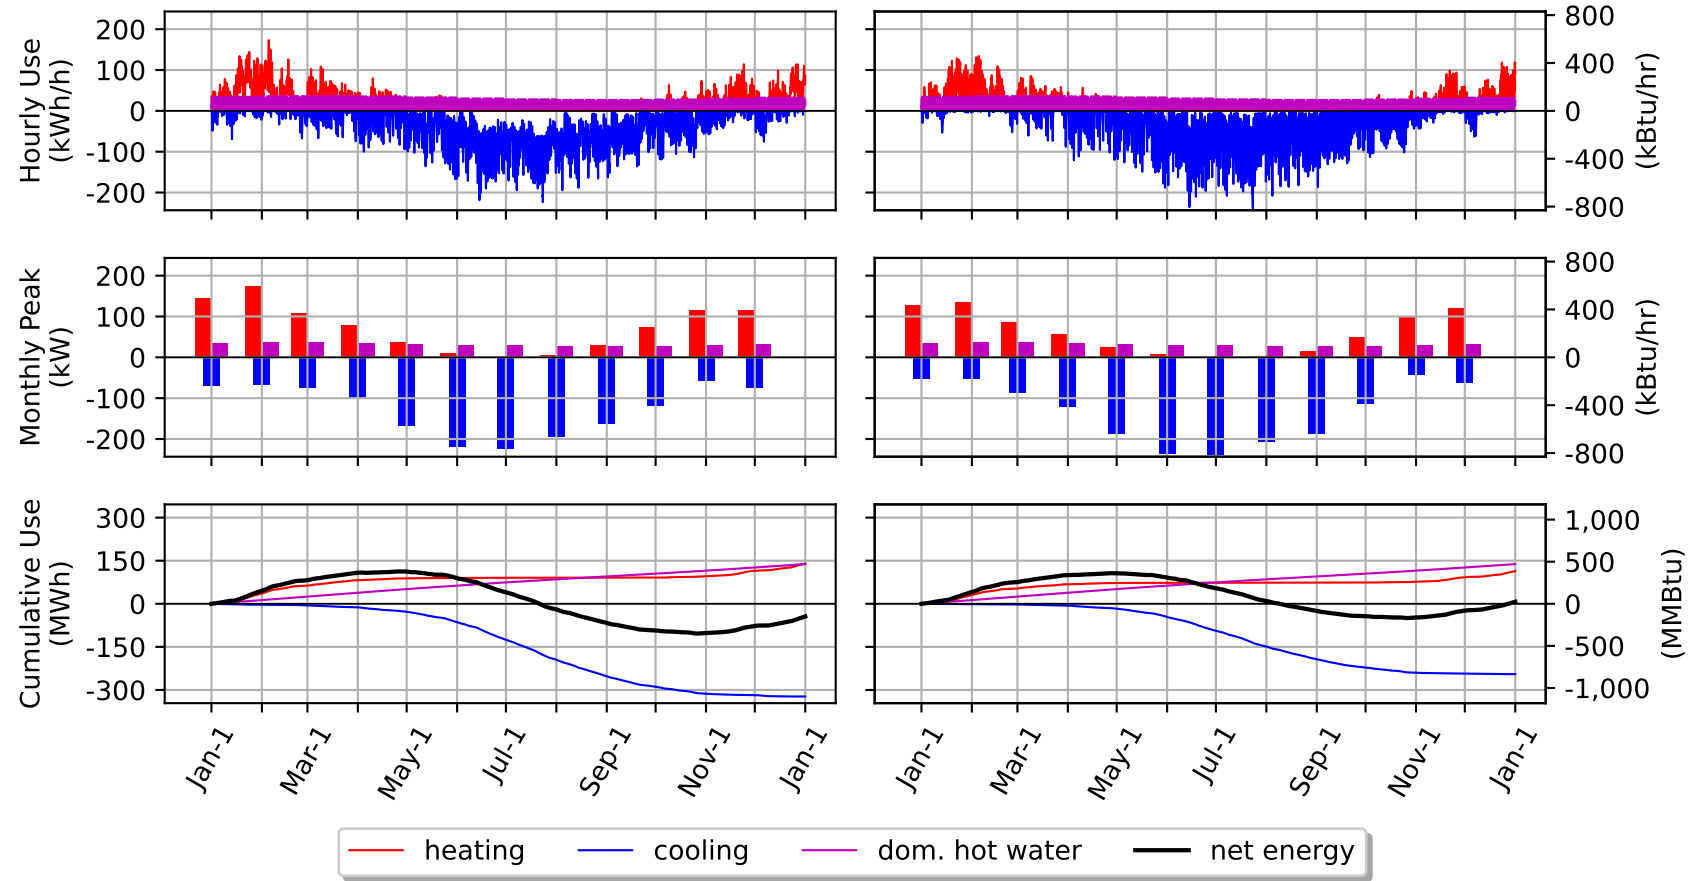 Hourly Use
(kWh/h)
200
100
0
-100
-200
800
400
0
-400
-800
(kBtu/hr)
Monthly Peak
(kW)
200
100
0
-100
-200
800
400
0
-400
-800
(kBtu/hr)
Cumulative Use
(MWh)
300
150
0
-150
-300
1,000
500
0
-500
-1,000
(MMBtu)
Jan-1
Mar-1
May-1
Jul-1
Sep-1
Nov-1
Jan-1
Jan-1
Mar-1
May-1
Jul-1
Sep-1
Nov-1
Jan-1
heating cooling dom. hot water net energy